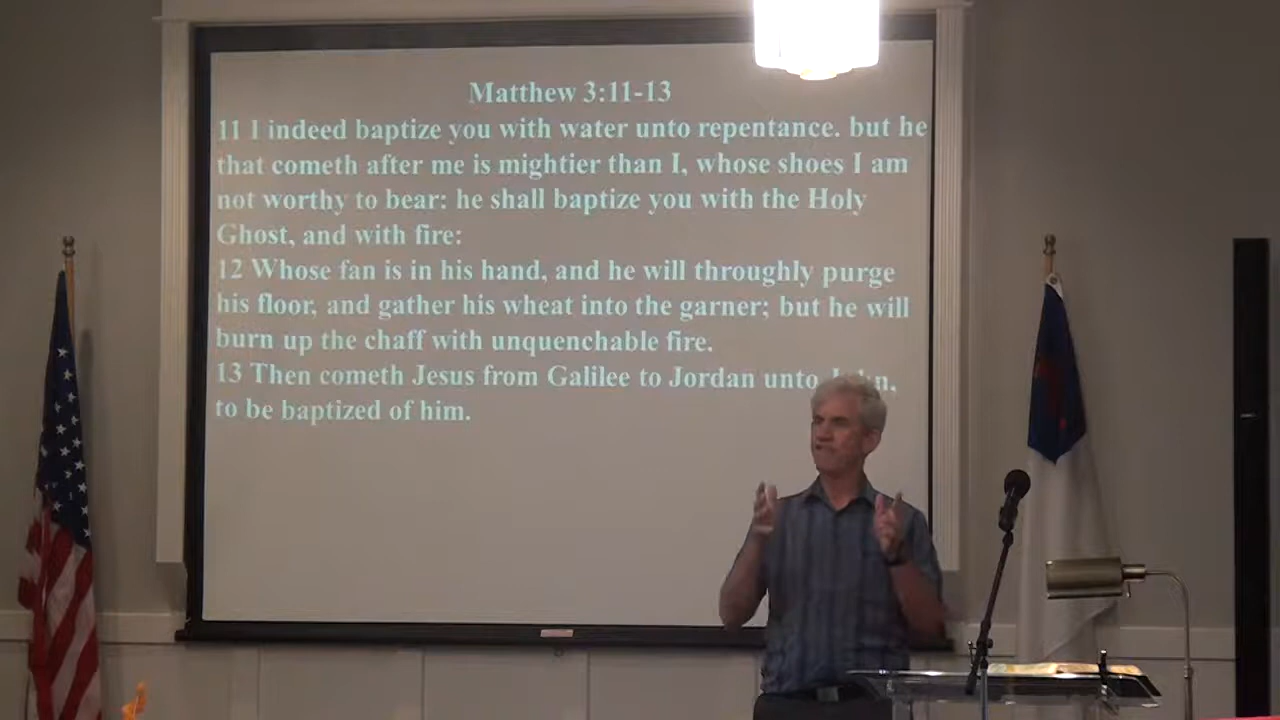 Matthew 3:11-13
11 I indeed baptize you with water unto repentance. but he
that cometh after me is mightier than I, whose shoes I am
not worthy to bear: he shall baptize you with the Holy
Ghost, and with fire:
12 Whose fan is in his hand, and he will throughly purge
his floor, and gather his wheat into the garner; but he will
burn up the chaff with unquenchable fire.
13 Then cometh Jesus from Galilee to Jordan unto
to be baptized of him.